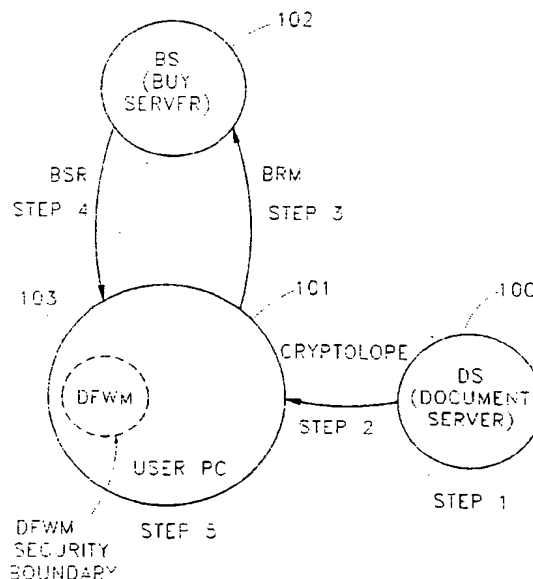 102
BS
(BUY
SERVER)
BSR
BRM
STEP 4
STEP 3
103
101
100
CRYPTOLOPE
DS
(DOCUMENT
SERVER)
DFWM
STEP 2
USER PC
STEP 1
DFWM
SECURITY
BOUNDARY
STEP 5